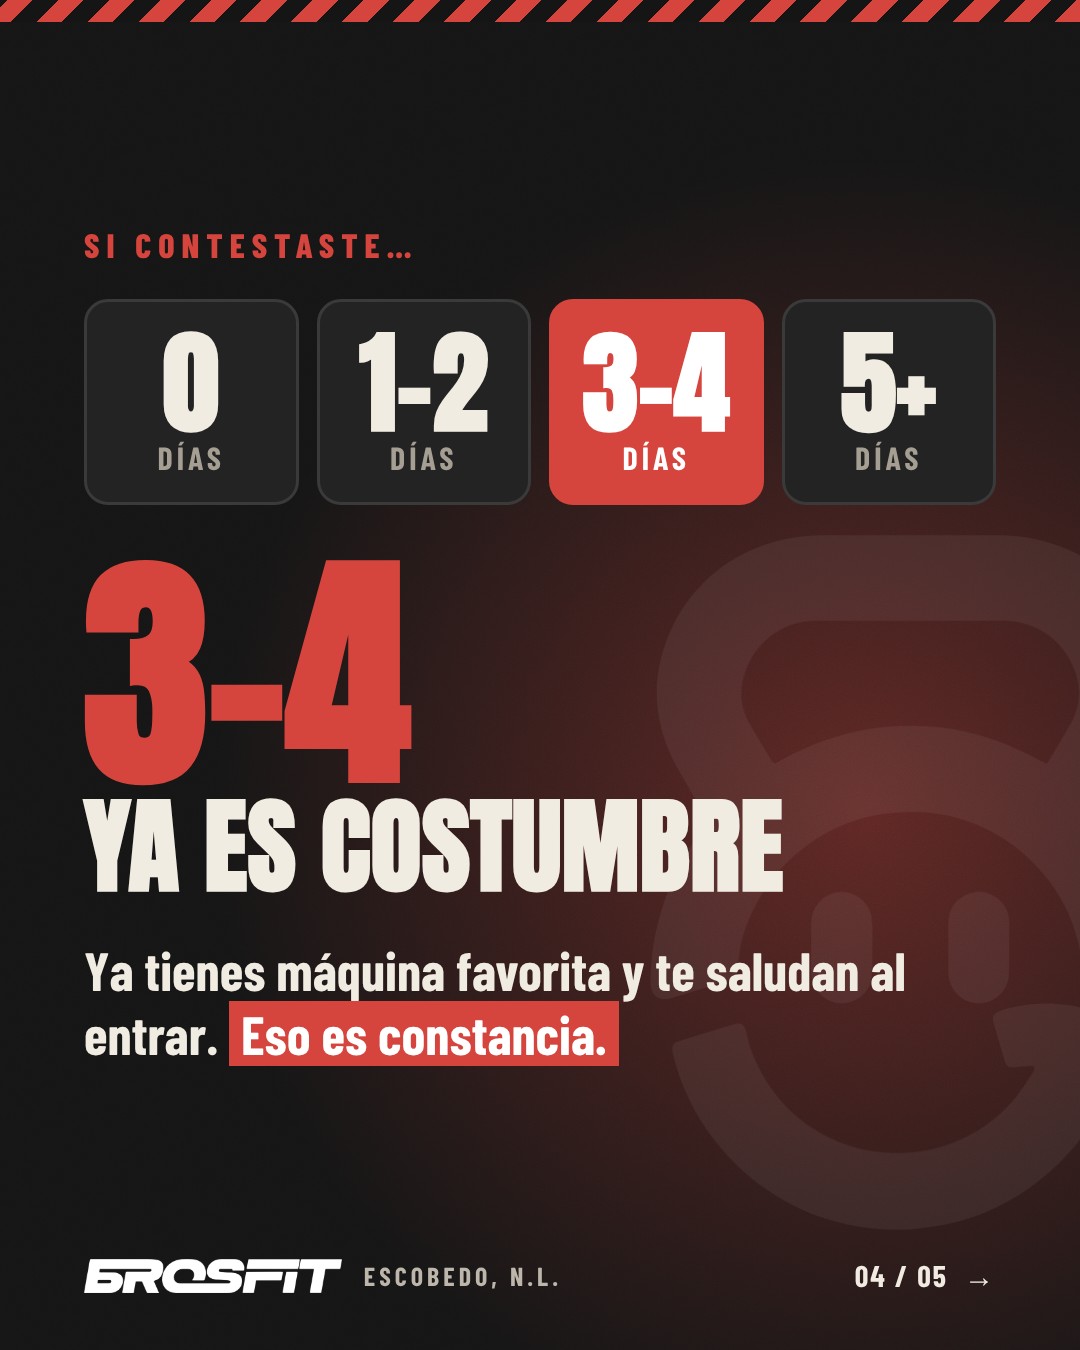 SI CONTESTASTE...
0
DÍAS
1-2
DÍAS
3-4
DÍAS
5+
DÍAS
3-4
YA ES COSTUMBRE
Ya tienes máquina favorita y te saludan al
entrar. Eso es constancia.
BROSFIT ESCOBEDO, N.L.
04 / 05 →